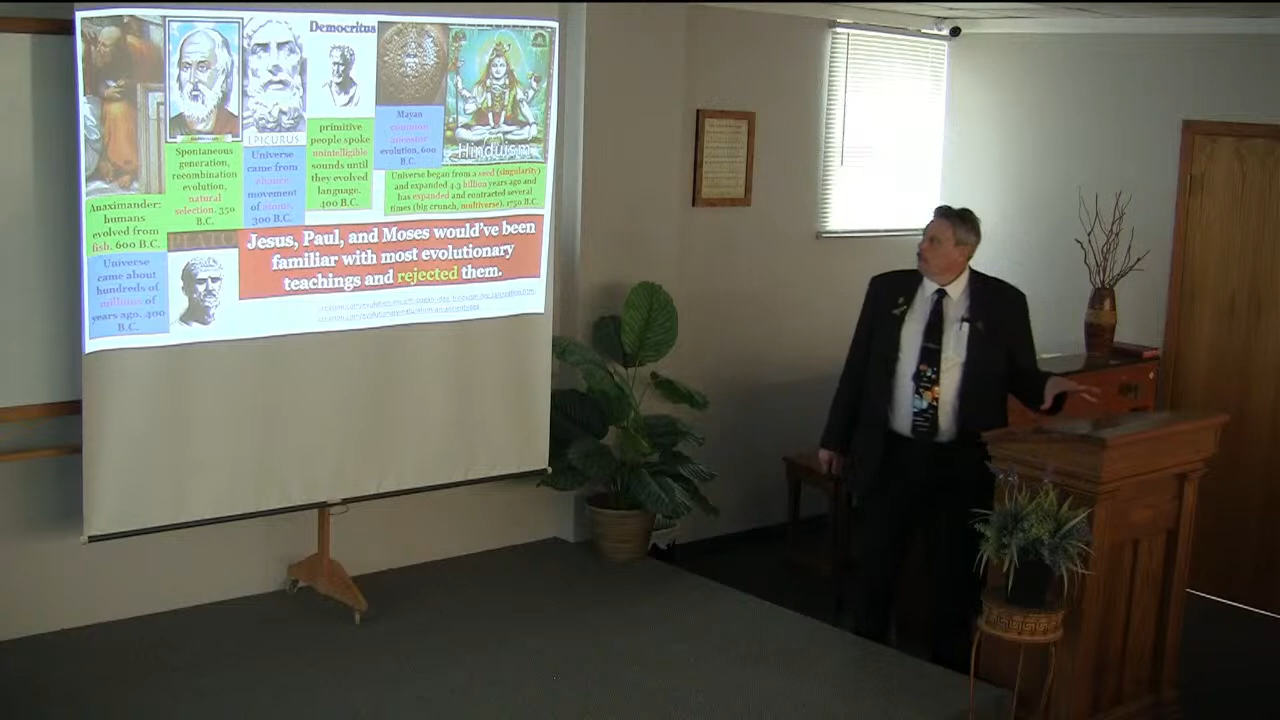 Democritus
EPICURUS
Hinduism
Anaximander:
humans
evolved from
fish. 600 B.C.
Spontaneous
generation,
recombination
evolution,
natural
selection, 350
B.C.
Universe
came from
chance
movement
of atoms,
300 B.C.
primitive
people spoke
unintelligible
sounds until
they evolved
language.
400 B.C.
Mayan
common
ancestor
evolution, 600
B.C.
Universe began from a seed (singularity)
and expanded 4.3 billion years ago and
has expanded and contracted several
times (big crunch, multiverse). 1750 B.C.
PLATO
Universe
came about
hundreds of
millions of
years ago. 400
B.C.
Jesus, Paul, and Moses would've been
familiar with most evolutionary
teachings and rejected them.